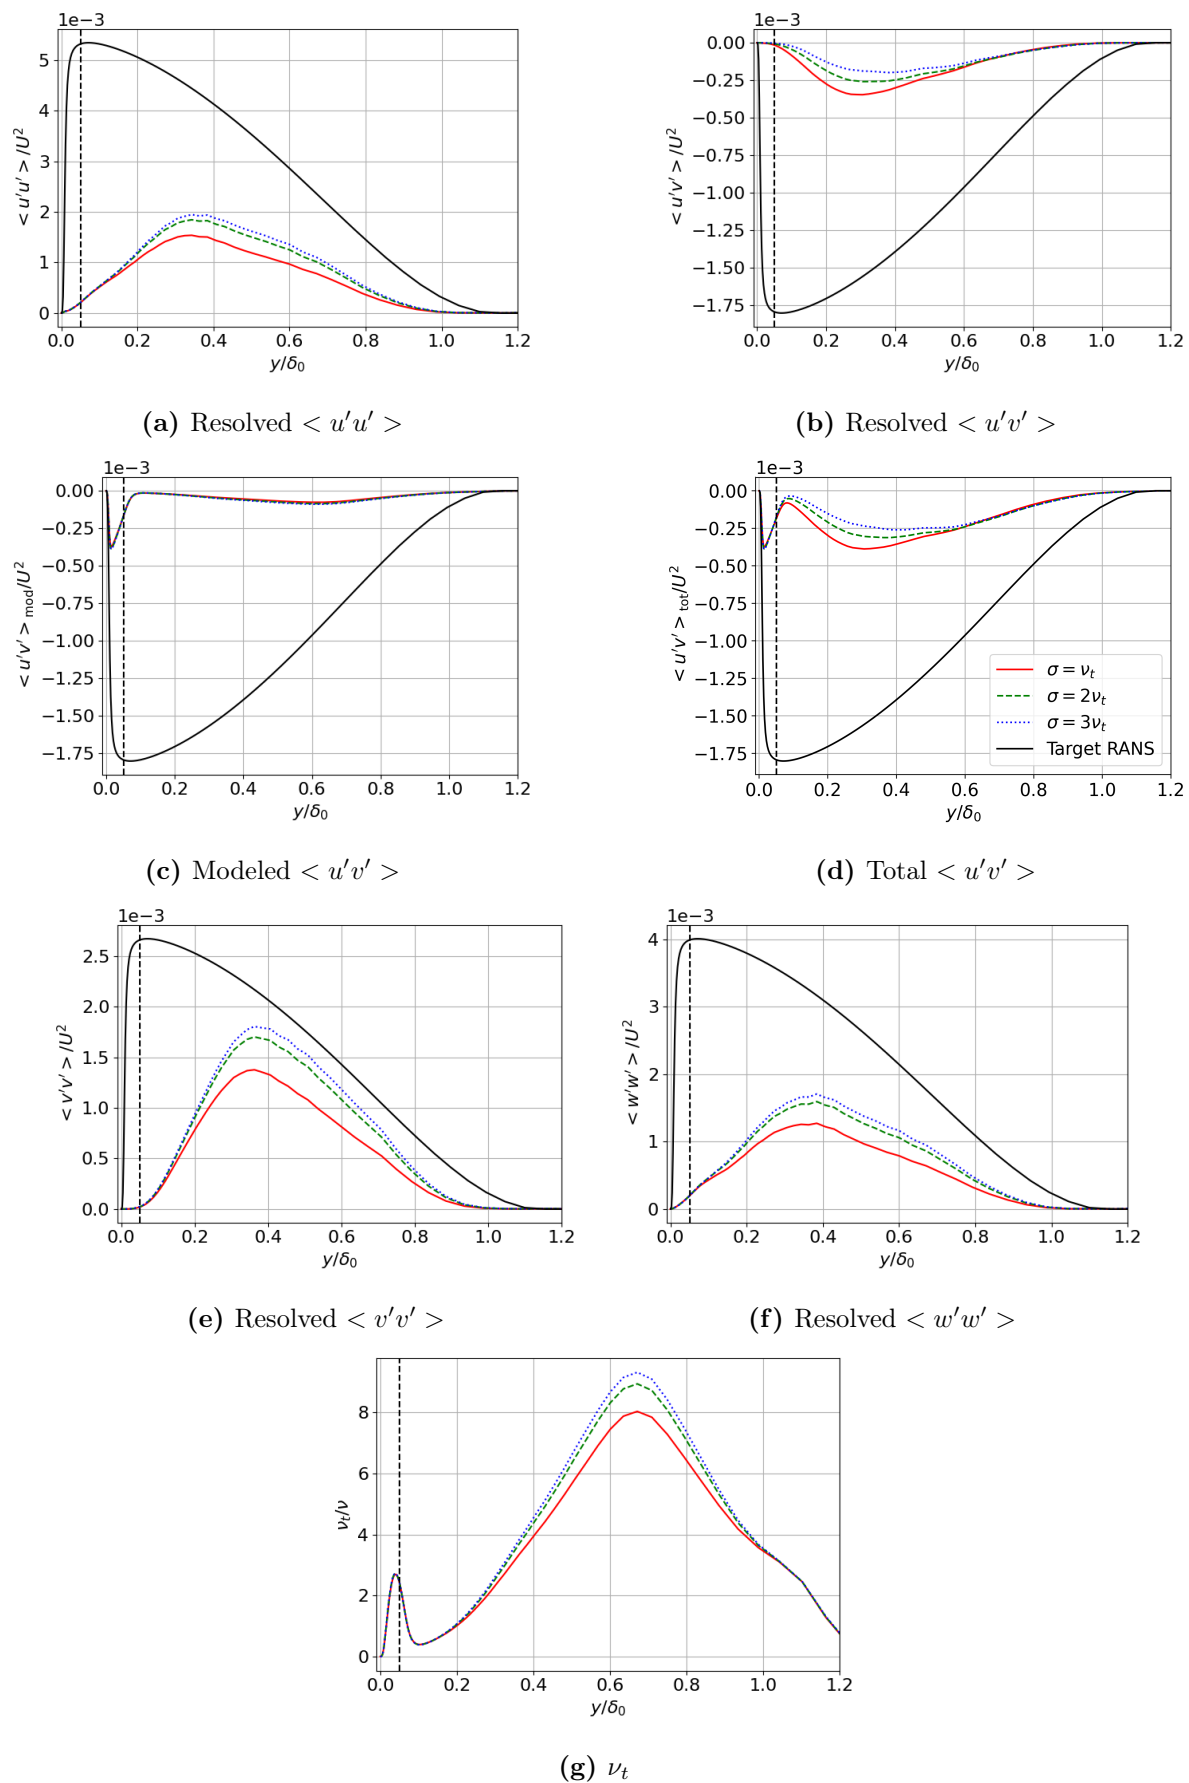 1e−3
5
4
3
2
1
0
0.0 0.2 0.4 0.6 0.8 1.0 1.2
y/δ₀
< u′u′ > /U²
(a) Resolved < u′u′ >
1e−3
0.00
−0.25
−0.50
−0.75
−1.00
−1.25
−1.50
−1.75
0.0 0.2 0.4 0.6 0.8 1.0 1.2
y/δ₀
< u′v′ > /U²
(b) Resolved < u′v′ >
1e−3
0.00
−0.25
−0.50
−0.75
−1.00
−1.25
−1.50
−1.75
0.0 0.2 0.4 0.6 0.8 1.0 1.2
y/δ₀
< u′v′ > mod/U²
(c) Modeled < u′v′ >
1e−3
0.00
−0.25
−0.50
−0.75
−1.00
−1.25
−1.50
−1.75
0.0 0.2 0.4 0.6 0.8 1.0 1.2
y/δ₀
< u′v′ > tot/U²
σ = νₜ
σ = 2νₜ
σ = 3νₜ
Target RANS
(d) Total < u′v′ >
1e−3
2.5
2.0
1.5
1.0
0.5
0.0
0.0 0.2 0.4 0.6 0.8 1.0 1.2
y/δ₀
< v′v′ > /U²
(e) Resolved < v′v′ >
1e−3
4
3
2
1
0
0.0 0.2 0.4 0.6 0.8 1.0 1.2
y/δ₀
< w′w′ > /U²
(f) Resolved < w′w′ >
8
6
4
2
0
0.0 0.2 0.4 0.6 0.8 1.0 1.2
y/δ₀
νₜ/ν
(g) νₜ